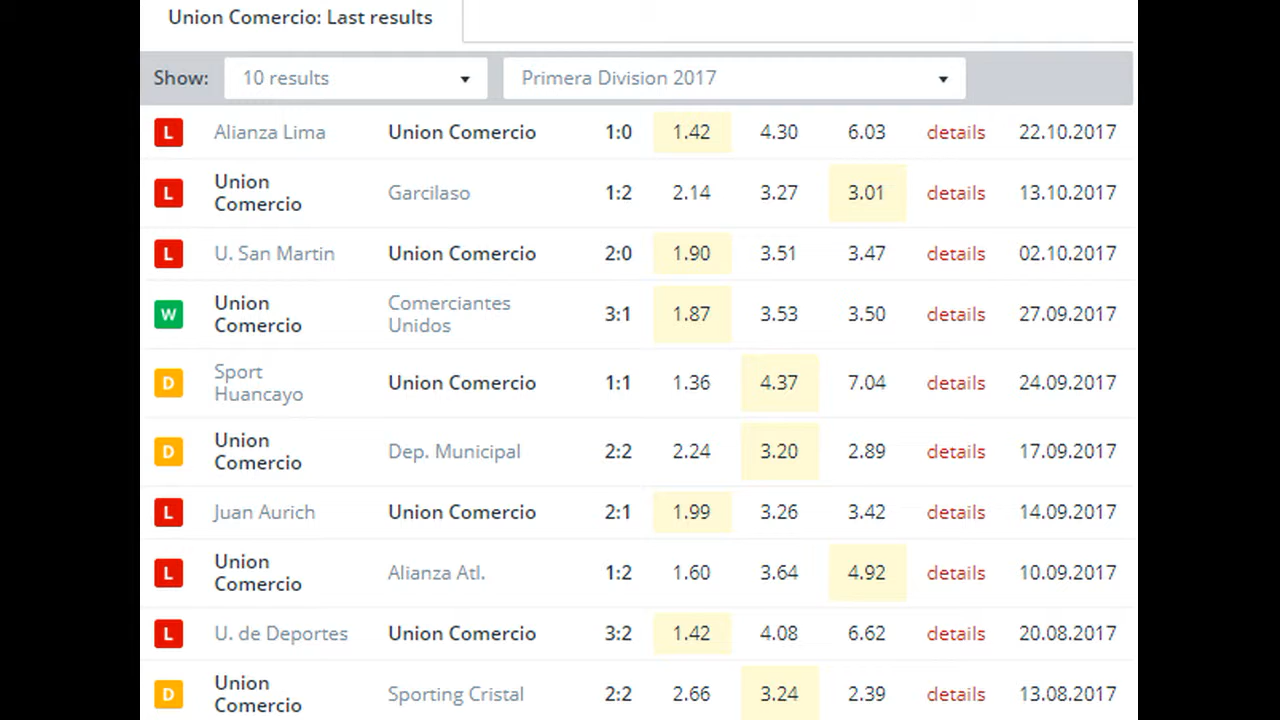 Union Comercio: Last results
Show: 10 results Primera Division 2017
L Alianza Lima Union Comercio 1:0 1.42 4.30 6.03 details 22.10.2017
L Union Comercio Garcilaso 1:2 2.14 3.27 3.01 details 13.10.2017
L U. San Martin Union Comercio 2:0 1.90 3.51 3.47 details 02.10.2017
W Union Comercio Comerciantes Unidos 3:1 1.87 3.53 3.50 details 27.09.2017
D Sport Huancayo Union Comercio 1:1 1.36 4.37 7.04 details 24.09.2017
D Union Comercio Dep. Municipal 2:2 2.24 3.20 2.89 details 17.09.2017
L Juan Aurich Union Comercio 2:1 1.99 3.26 3.42 details 14.09.2017
L Union Comercio Alianza Atl. 1:2 1.60 3.64 4.92 details 10.09.2017
L U. de Deportes Union Comercio 3:2 1.42 4.08 6.62 details 20.08.2017
D Union Comercio Sporting Cristal 2:2 2.66 3.24 2.39 details 13.08.2017